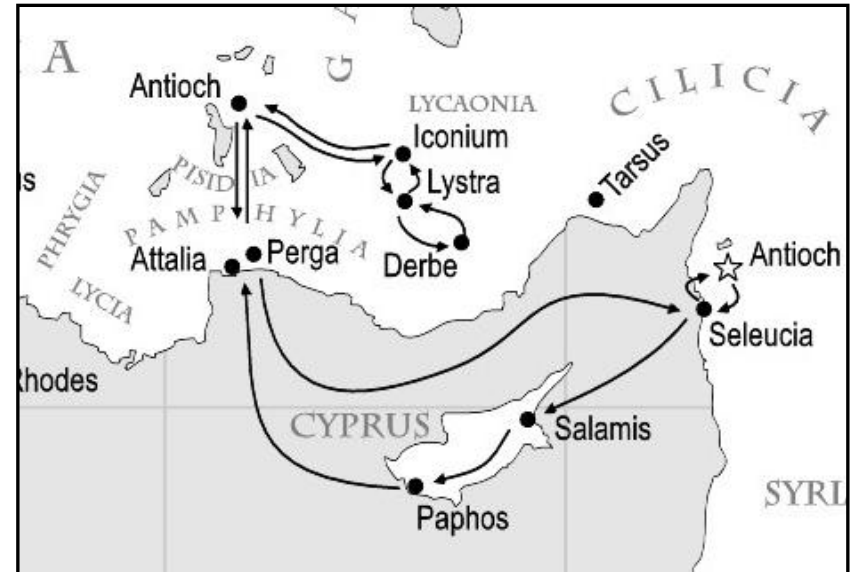 A
G
Antioch
LYCAONIA
Iconium
CILICIA
PISIDIA
Lystra
Tarsus
PHRYGIA
PAMPHYLIA
Attalia
Perga
Derbe
Antioch
LYCIA
Seleucia
Rhodes
CYPRUS
Salamis
Paphos